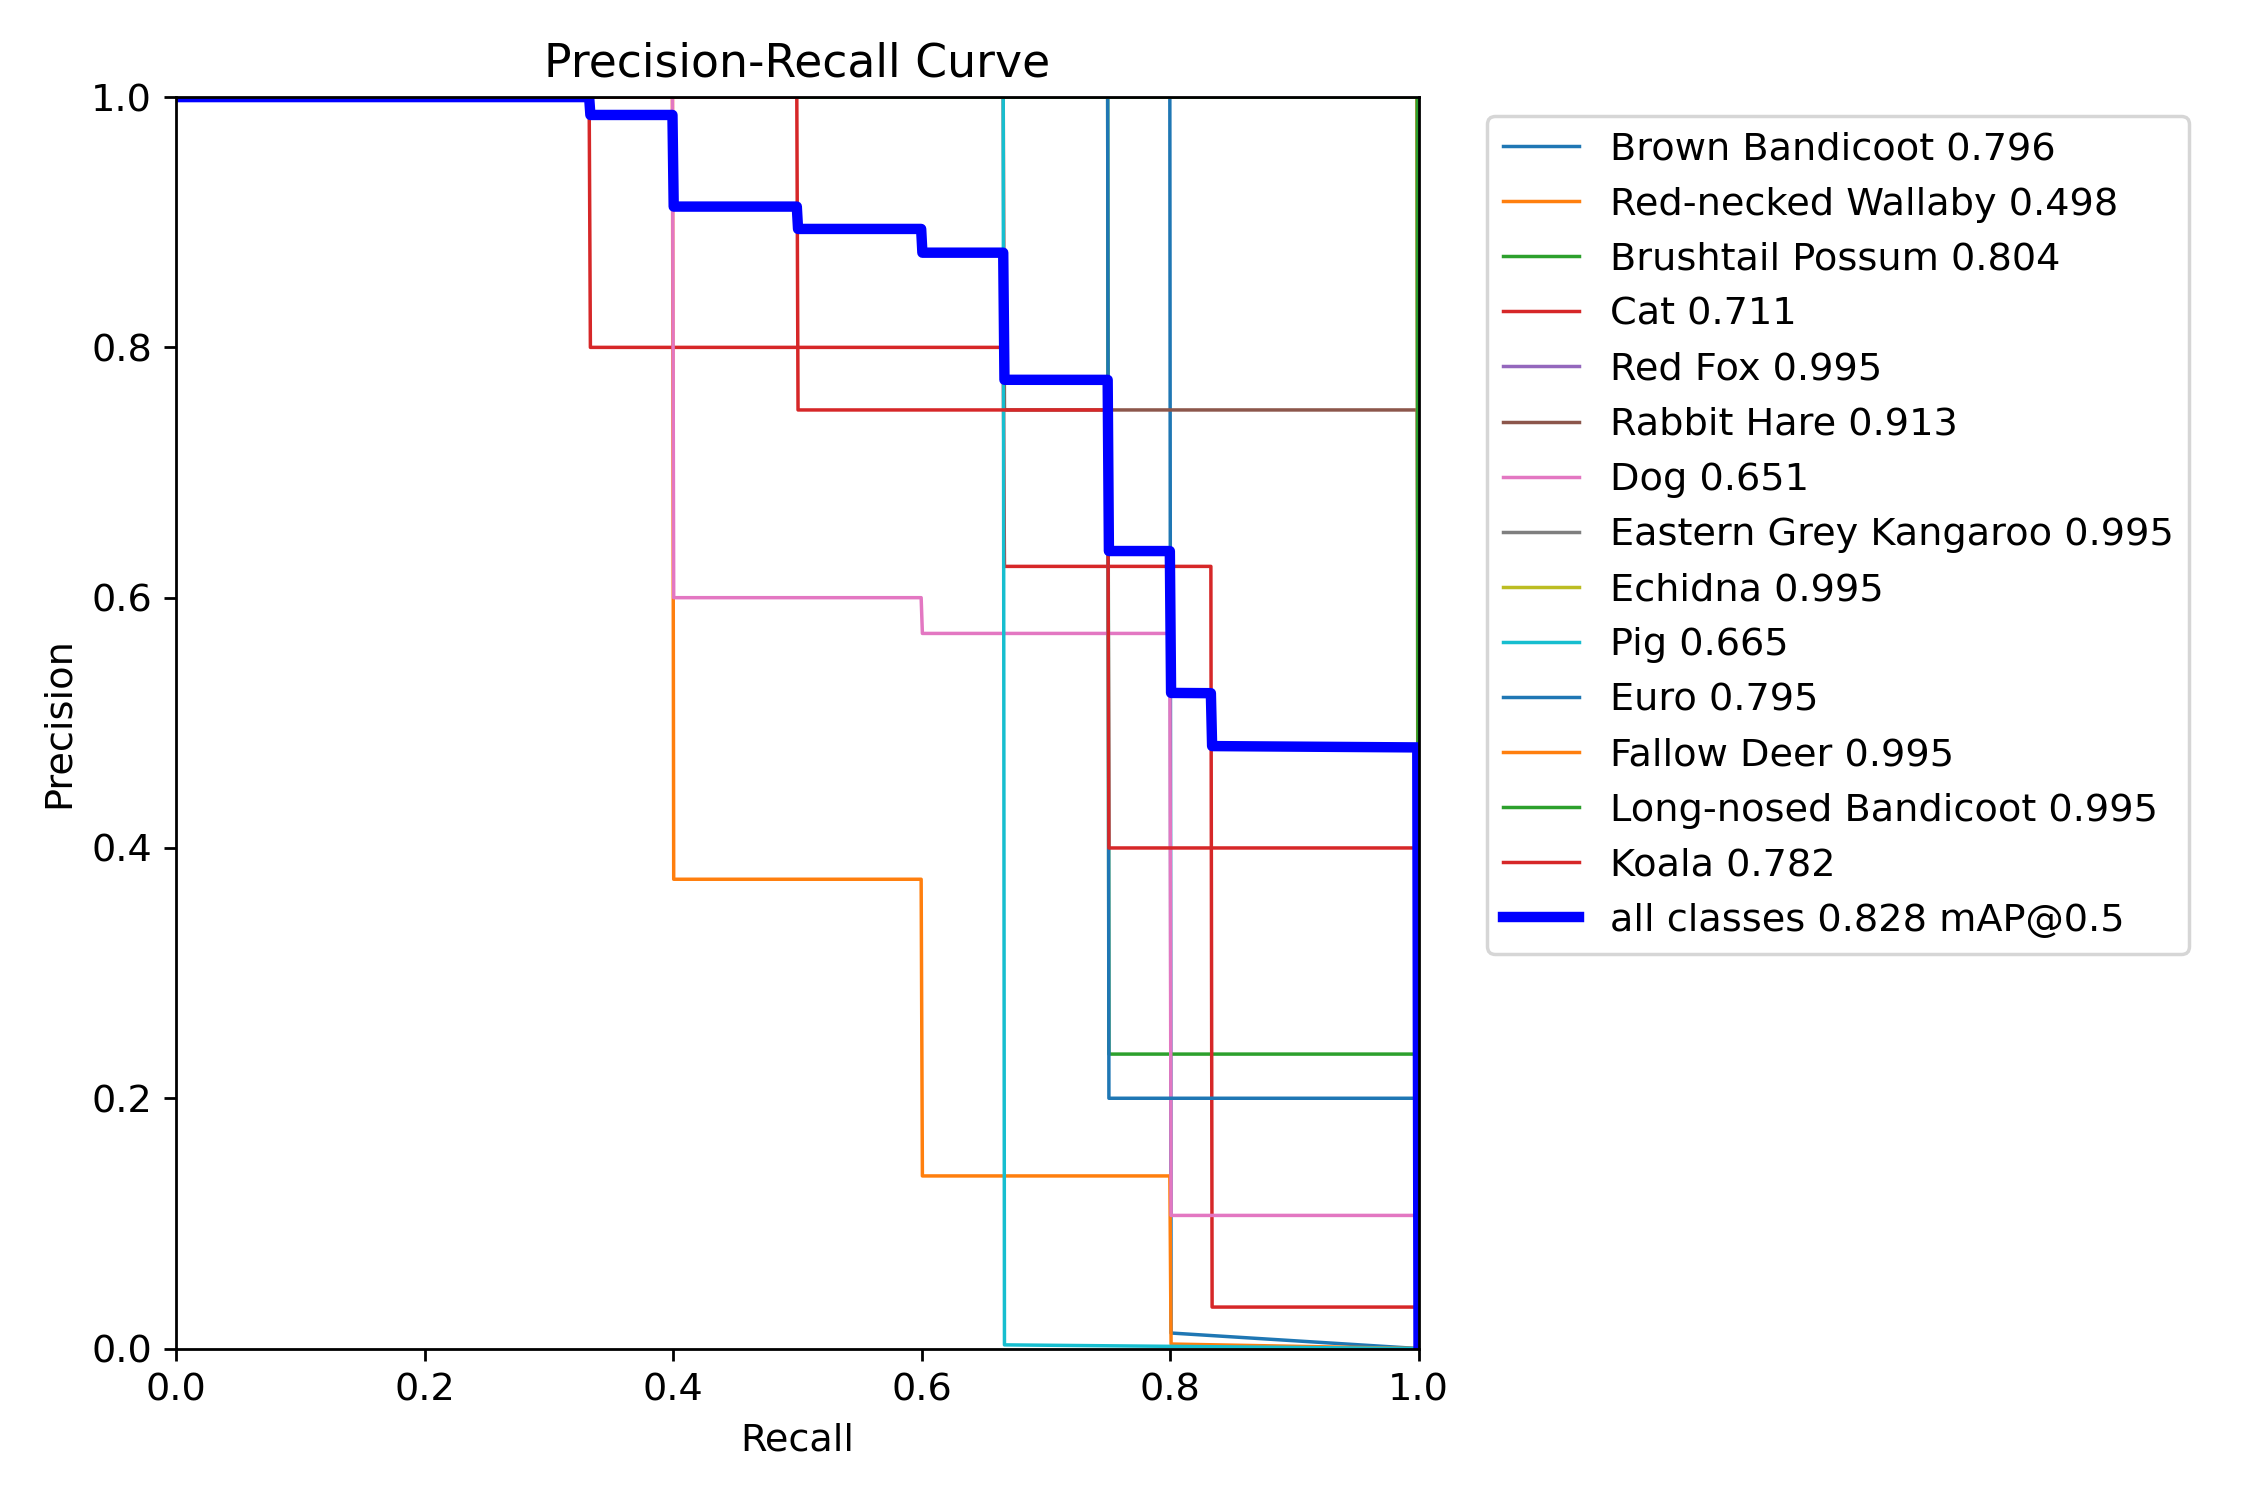 Precision-Recall Curve
1.0
0.8
0.6
0.4
0.2
0.0
Precision
0.0 0.2 0.4 0.6 0.8 1.0
Recall
Brown Bandicoot 0.796
Red-necked Wallaby 0.498
Brushtail Possum 0.804
Cat 0.711
Red Fox 0.995
Rabbit Hare 0.913
Dog 0.651
Eastern Grey Kangaroo 0.995
Echidna 0.995
Pig 0.665
Euro 0.795
Fallow Deer 0.995
Long-nosed Bandicoot 0.995
Koala 0.782
all classes 0.828 mAP@0.5